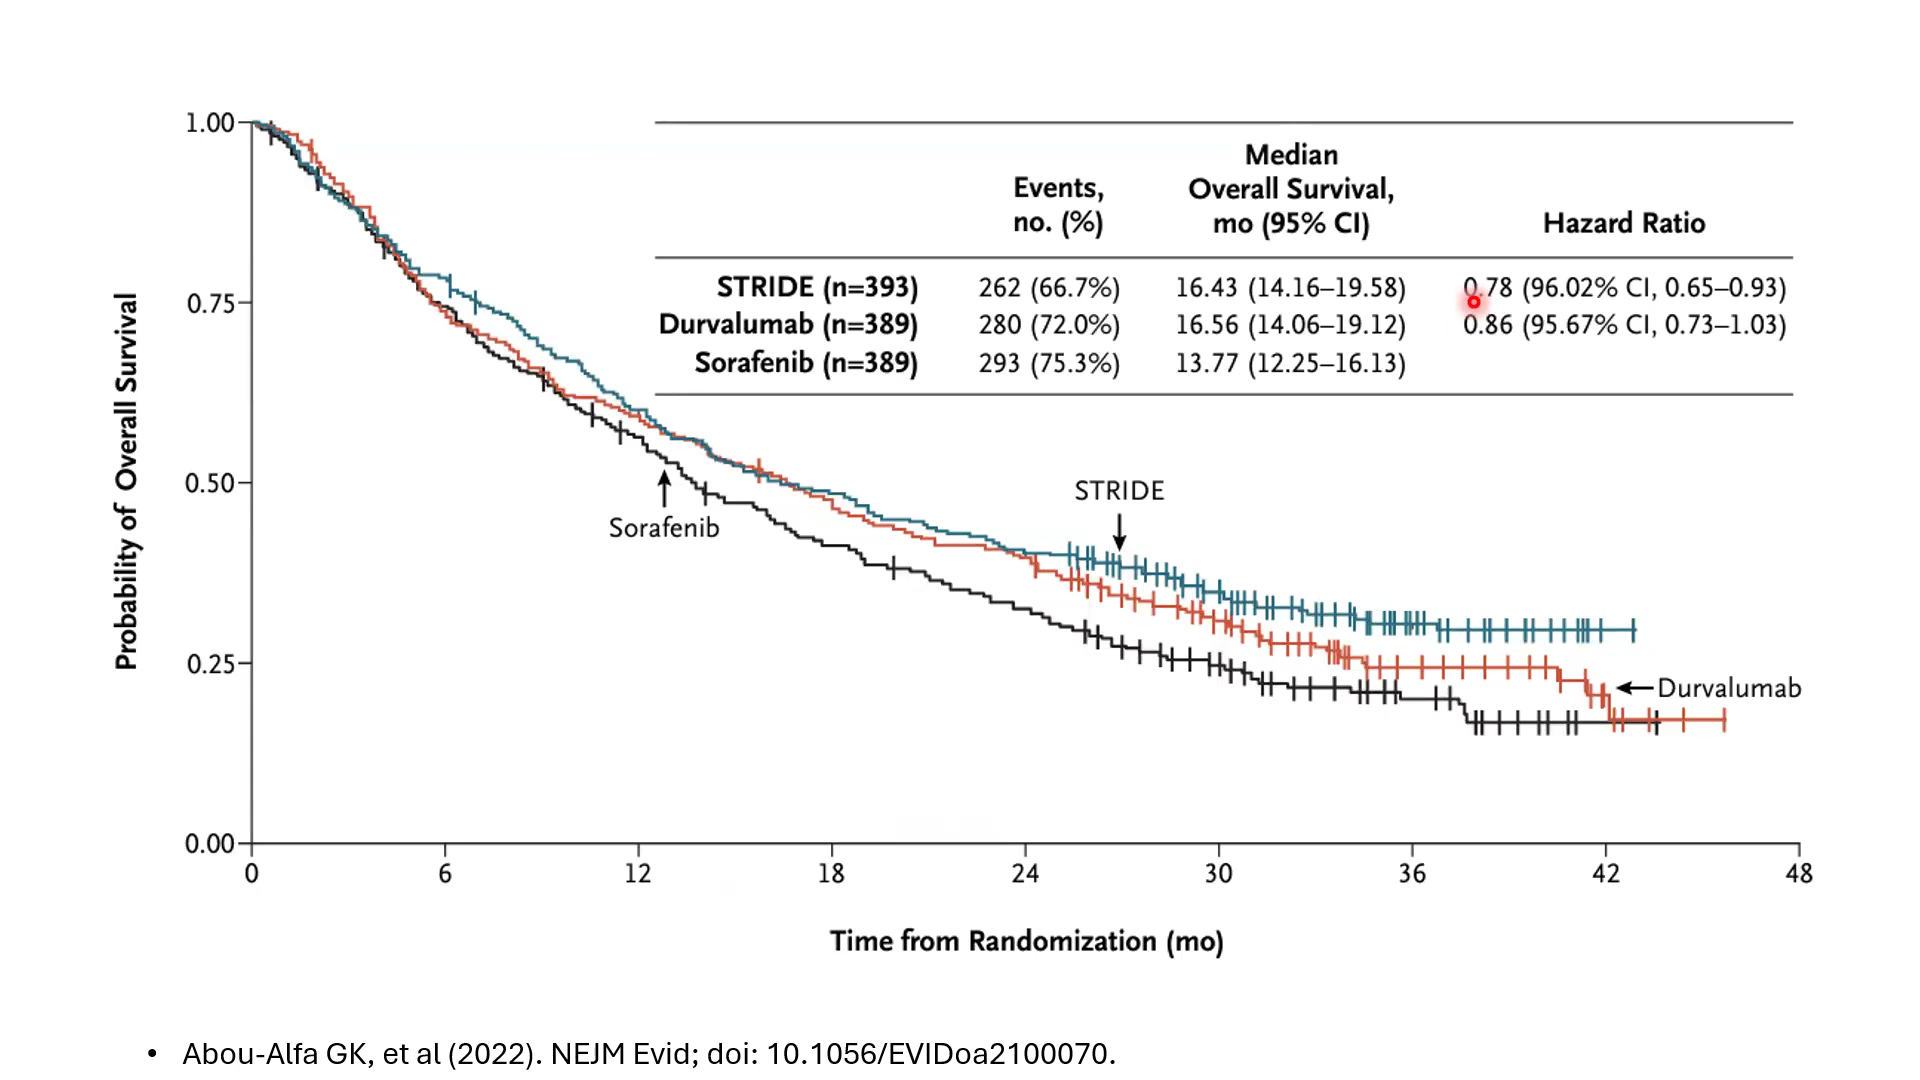 Probability of Overall Survival
1.00
0.75
0.50
0.25
0.00
Median
Events, Overall Survival,
no. (%) mo (95% CI) Hazard Ratio
STRIDE (n=393) 262 (66.7%) 16.43 (14.16–19.58) 0.78 (96.02% CI, 0.65–0.93)
Durvalumab (n=389) 280 (72.0%) 16.56 (14.06–19.12) 0.86 (95.67% CI, 0.73–1.03)
Sorafenib (n=389) 293 (75.3%) 13.77 (12.25–16.13)
STRIDE
Sorafenib
Durvalumab
0 6 12 18 24 30 36 42 48
Time from Randomization (mo)
• Abou-Alfa GK, et al (2022). NEJM Evid; doi: 10.1056/EVIDoa2100070.